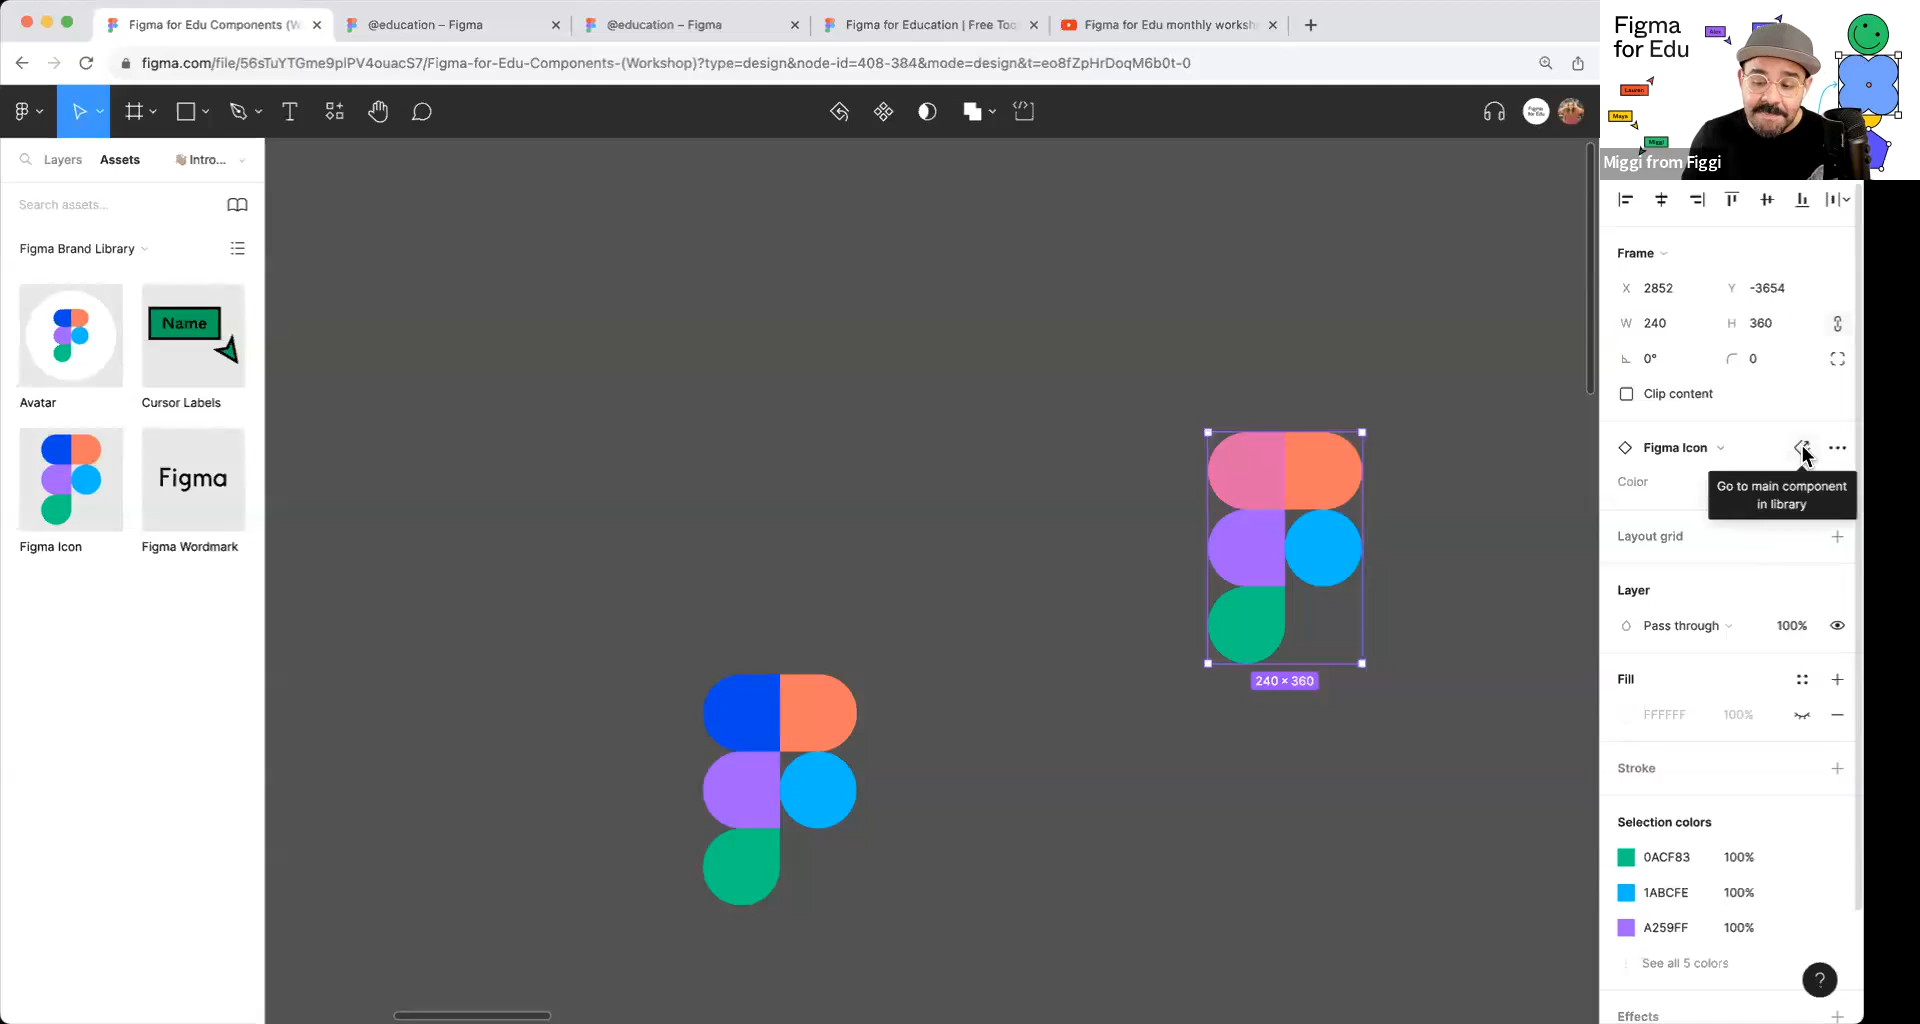 Figma for Edu Components (W
@education – Figma
@education – Figma
Figma for Education | Free Too
Figma for Edu monthly worksh
figma.com/file/56sTuYTGme9plPV4ouacS7/Figma-for-Edu-Components-(Workshop)?type=design&node-id=408-384&mode=design&t=eo8fZpHrDoqM6b0t-0
Figma
for Edu
Alex
Lauren
Maya
Miggi
Miggi from Figgi
Layers
Assets
Intro...
Search assets...
Figma Brand Library
Name
Avatar
Cursor Labels
Figma
Figma Icon
Figma Wordmark
240 × 360
Frame
X 2852
Y -3654
W 240
H 360
0°
0
Clip content
Figma Icon
Color
Go to main component
in library
Layout grid
Layer
Pass through
100%
Fill
FFFFFF
100%
Stroke
Selection colors
0ACF83 100%
1ABCFE 100%
A259FF 100%
See all 5 colors
?
Effects